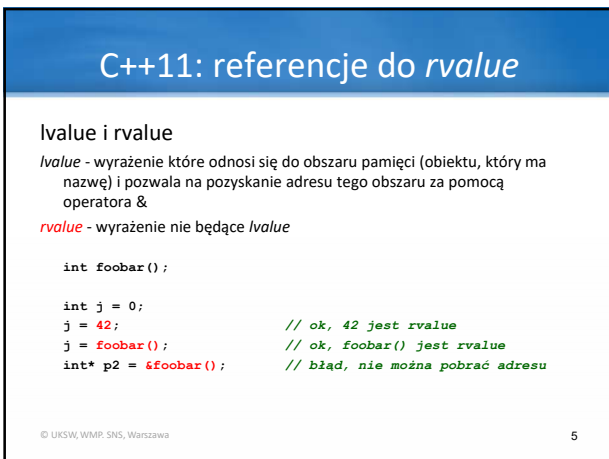 C++11: referencje do rvalue
lvalue i rvalue
lvalue - wyrażenie które odnosi się do obszaru pamięci (obiektu, który ma
nazwę) i pozwala na pozyskanie adresu tego obszaru za pomocą
operatora &
rvalue - wyrażenie nie będące lvalue
int foobar();
int j = 0;
j = 42; // ok, 42 jest rvalue
j = foobar(); // ok, foobar() jest rvalue
int* p2 = &foobar(); // błąd, nie można pobrać adresu
© UKSW, WMP. SNS, Warszawa 5